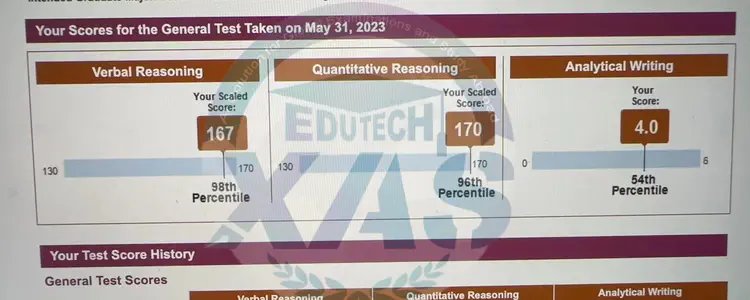 Your Scores for the General Test Taken on May 31, 2023
Verbal Reasoning
Quantitative Reasoning
Analytical Writing
Your Scaled
Score:
167
130
170
98th
Percentile
Your Scaled
Score:
170
130
170
96th
Percentile
Your
Score:
4.0
0
6
54th
Percentile
EDUTECH
XAS
Your Test Score History
General Test Scores
Verbal Reasoning
Quantitative Reasoning
Analytical Writing